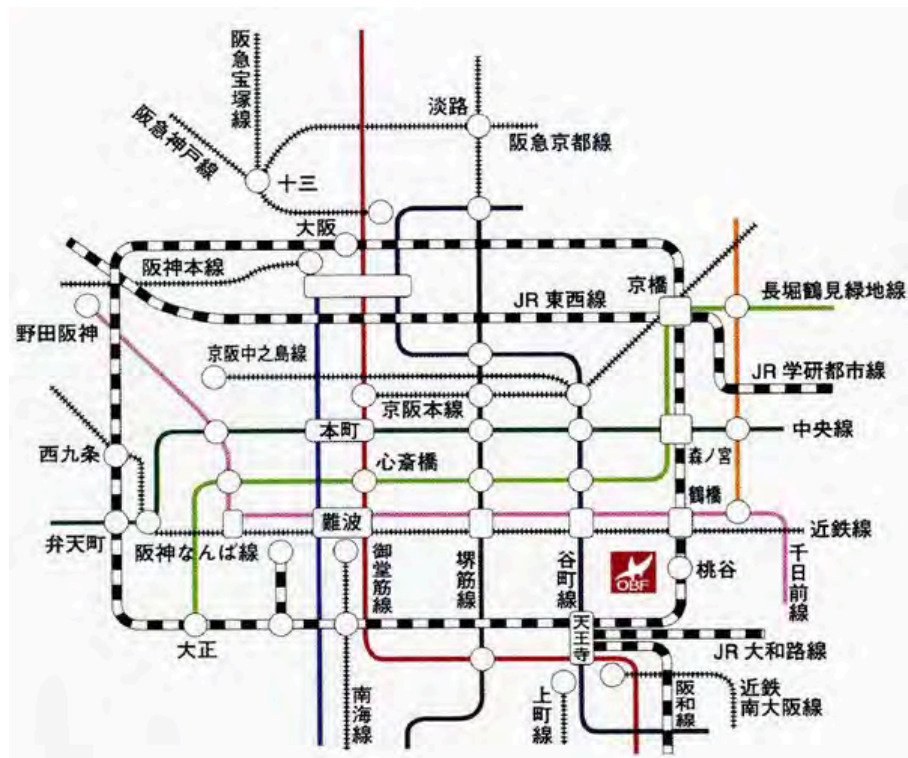 阪急宝塚線
阪急神戸線
淡路
阪急京都線
十三
大阪
阪神本線
京橋
JR 東西線
長堀鶴見緑地線
野田阪神
京阪中之島線
JR 学研都市線
京阪本線
本町
中央線
西九条
心斎橋
森ノ宮
鶴橋
難波
近鉄線
弁天町
阪神なんば線
御堂筋線
堺筋線
谷町線
OBF
桃谷
千日前線
大正
天王寺
JR 大和路線
南海線
上町線
阪和線
近鉄
南大阪線